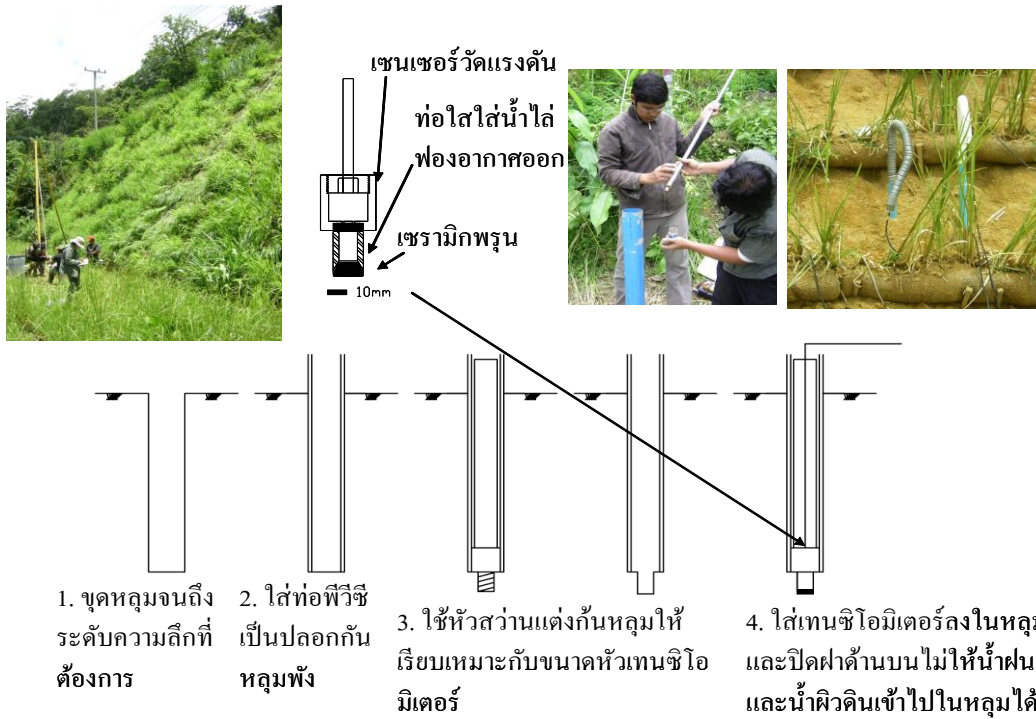 เซนเซอร์วัดแรงดัน
ท่อใสใส่น้ำไล่
ฟองอากาศออก
เซรามิกพรุน
10mm
1. ขุดหลุมจนถึง
ระดับความลึกที่
ต้องการ
2. ใส่ท่อพีวีซี
เป็นปลอกกัน
หลุมพัง
3. ใช้หัวสว่านแต่งก้นหลุมให้
เรียบเหมาะกับขนาดหัวเทนซิโอ
มิเตอร์
4. ใส่เทนซิโอมิเตอร์ลงในหลุม
และปิดฝาด้านบนไม่ให้น้ำฝน
และน้ำผิวดินเข้าไปในหลุมได้